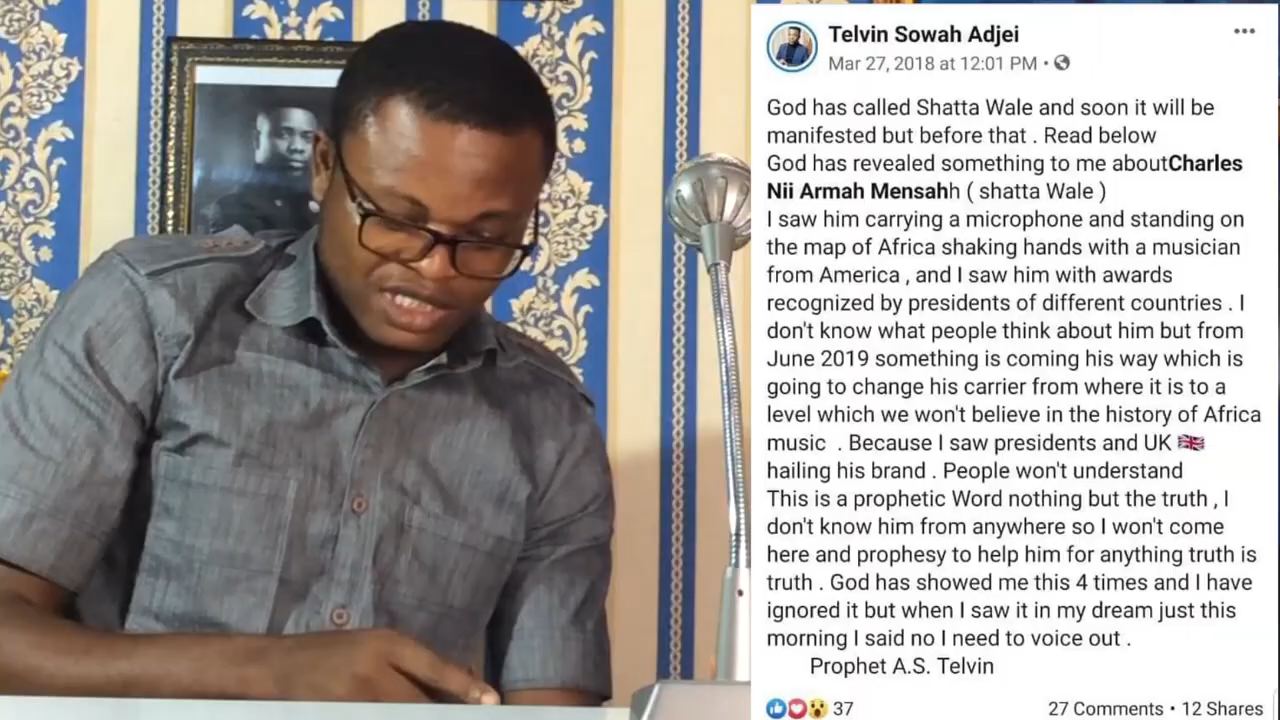 Telvin Sowah Adjei
Mar 27, 2018 at 12:01 PM •
God has called Shatta Wale and soon it will be
manifested but before that . Read below
God has revealed something to me aboutCharles
Nii Armah Mensahh ( shatta Wale )
I saw him carrying a microphone and standing on
the map of Africa shaking hands with a musician
from America , and I saw him with awards
recognized by presidents of different countries . I
don't know what people think about him but from
June 2019 something is coming his way which is
going to change his carrier from where it is to a
level which we won't believe in the history of Africa
music . Because I saw presidents and UK 🇬🇧
hailing his brand . People won't understand
This is a prophetic Word nothing but the truth , I
don't know him from anywhere so I won't come
here and prophesy to help him for anything truth is
truth . God has showed me this 4 times and I have
ignored it but when I saw it in my dream just this
morning I said no I need to voice out .
Prophet A.S. Telvin
37
27 Comments • 12 Shares